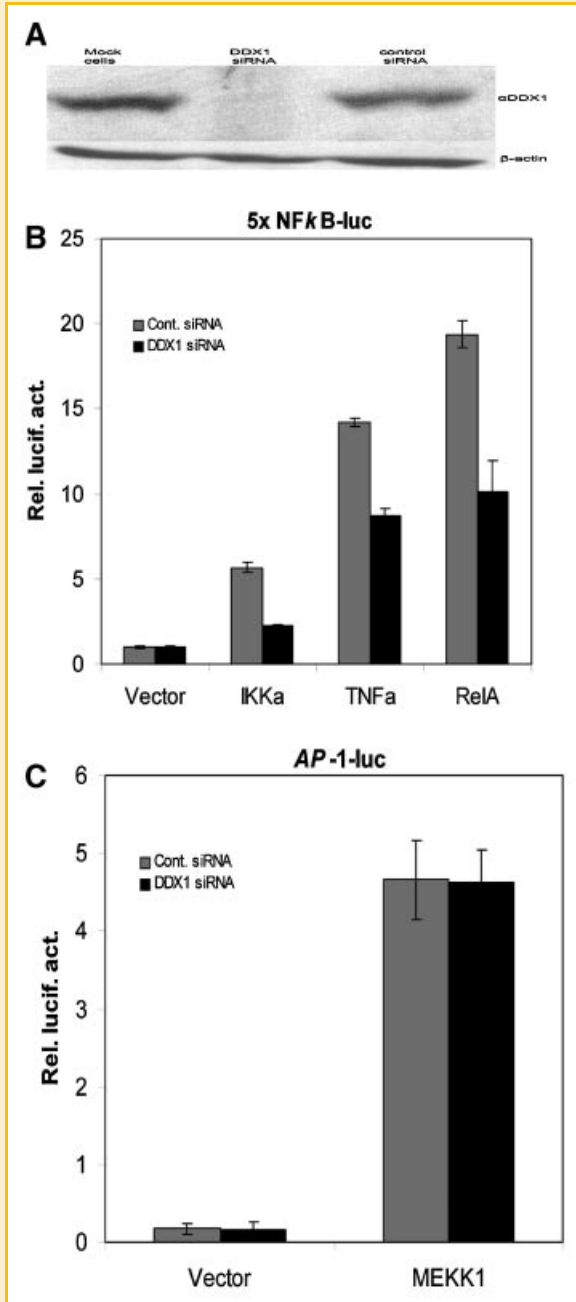 A
Mock cells
DDX1 siRNA
control siRNA
αDDX1
β-actin
B
5x NFkB-luc
25
20
15
10
5
0
Rel. lucif. act.
Cont. siRNA
DDX1 siRNA
Vector IKKa TNFa RelA
C
AP-1-luc
6
5
4
3
2
1
0
Rel. lucif. act.
Cont. siRNA
DDX1 siRNA
Vector MEKK1